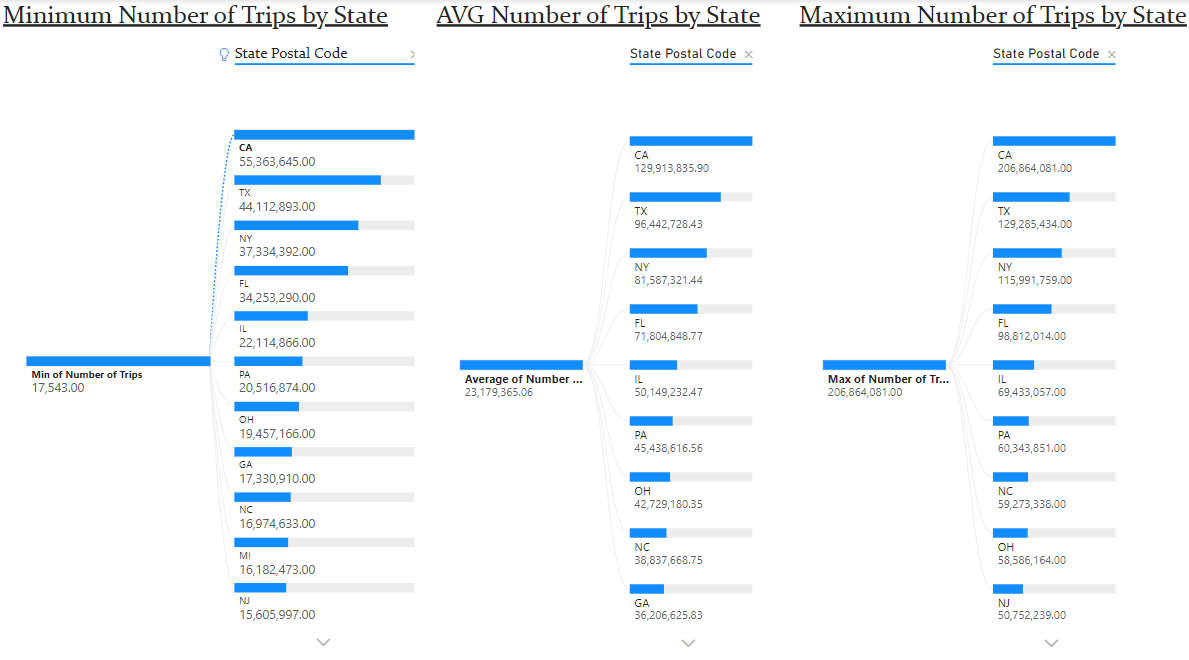 Minimum Number of Trips by State
State Postal Code
CA
55,363,645.00
TX
44,112,893.00
NY
37,334,392.00
FL
34,253,290.00
IL
22,114,866.00
PA
20,516,874.00
OH
19,457,166.00
GA
17,330,910.00
NC
16,974,633.00
MI
16,182,473.00
NJ
15,605,997.00
Min of Number of Trips
17,543.00
AVG Number of Trips by State
State Postal Code
CA
129,913,835.90
TX
96,442,728.43
NY
81,587,321.44
FL
71,804,848.77
IL
50,149,232.47
PA
45,438,616.56
OH
42,729,180.35
NC
38,837,668.75
GA
36,206,625.83
Average of Number ...
23,179,365.06
Maximum Number of Trips by State
State Postal Code
CA
206,864,081.00
TX
129,285,434.00
NY
115,991,759.00
FL
98,812,014.00
IL
69,433,057.00
PA
60,343,851.00
NC
59,273,338.00
OH
58,586,164.00
NJ
50,752,239.00
Max of Number of Tr...
206,864,081.00